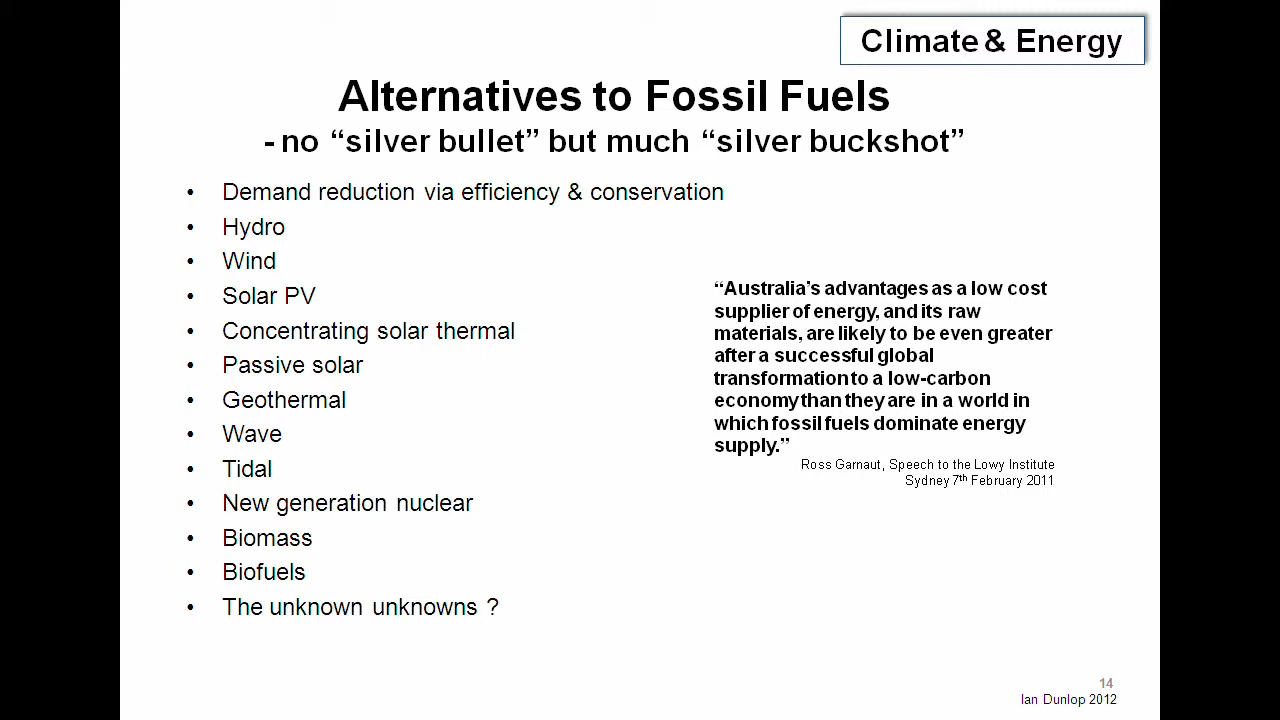 Climate & Energy
Alternatives to Fossil Fuels
- no “silver bullet” but much “silver buckshot”
• Demand reduction via efficiency & conservation
• Hydro
• Wind
• Solar PV
• Concentrating solar thermal
• Passive solar
• Geothermal
• Wave
• Tidal
• New generation nuclear
• Biomass
• Biofuels
• The unknown unknowns ?
“Australia’s advantages as a low cost
supplier of energy, and its raw
materials, are likely to be even greater
after a successful global
transformation to a low-carbon
economy than they are in a world in
which fossil fuels dominate energy
supply.”
Ross Garnaut, Speech to the Lowy Institute
Sydney 7th February 2011
14
Ian Dunlop 2012